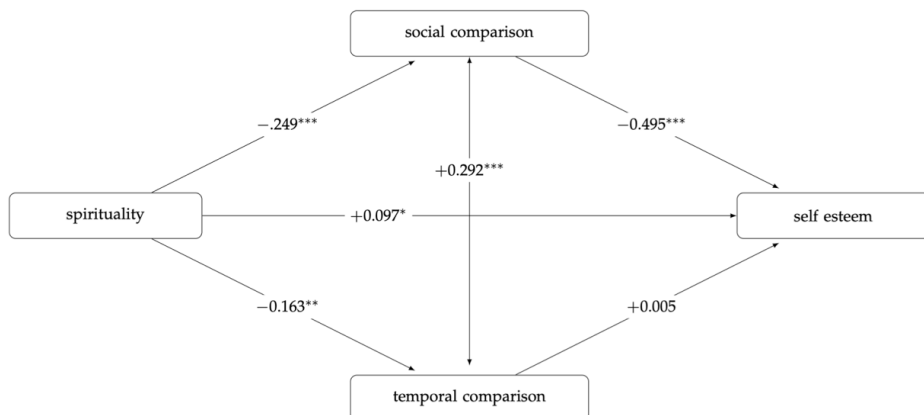 social comparison
−.249***
−0.495***
+0.292***
spirituality
+0.097*
self esteem
−0.163**
+0.005
temporal comparison